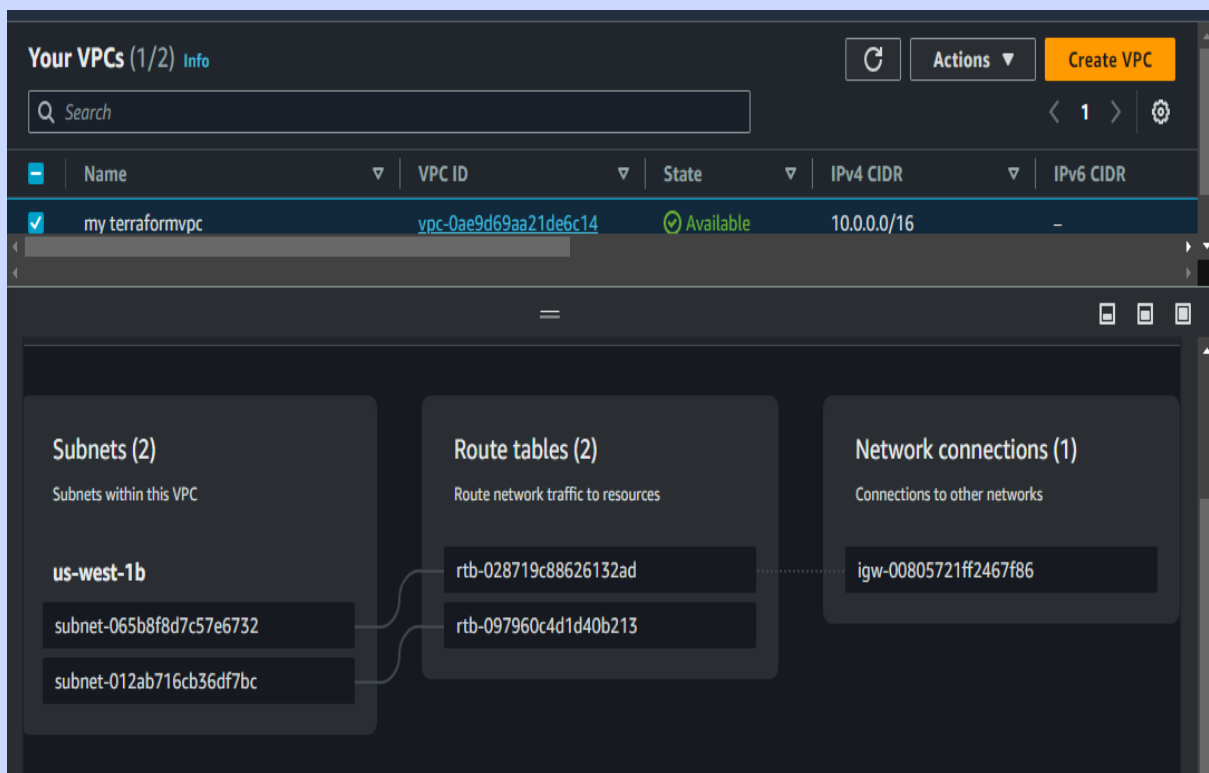 Your VPCs (1/2) Info
Actions ▼
Create VPC
Search
1
Name
VPC ID
State
IPv4 CIDR
IPv6 CIDR
my terraformvpc
vpc-0ae9d69aa21de6c14
Available
10.0.0.0/16
–
Subnets (2)
Subnets within this VPC
us-west-1b
subnet-065b8f8d7c57e6732
subnet-012ab716cb36df7bc
Route tables (2)
Route network traffic to resources
rtb-028719c88626132ad
rtb-097960c4d1d40b213
Network connections (1)
Connections to other networks
igw-00805721ff2467f86